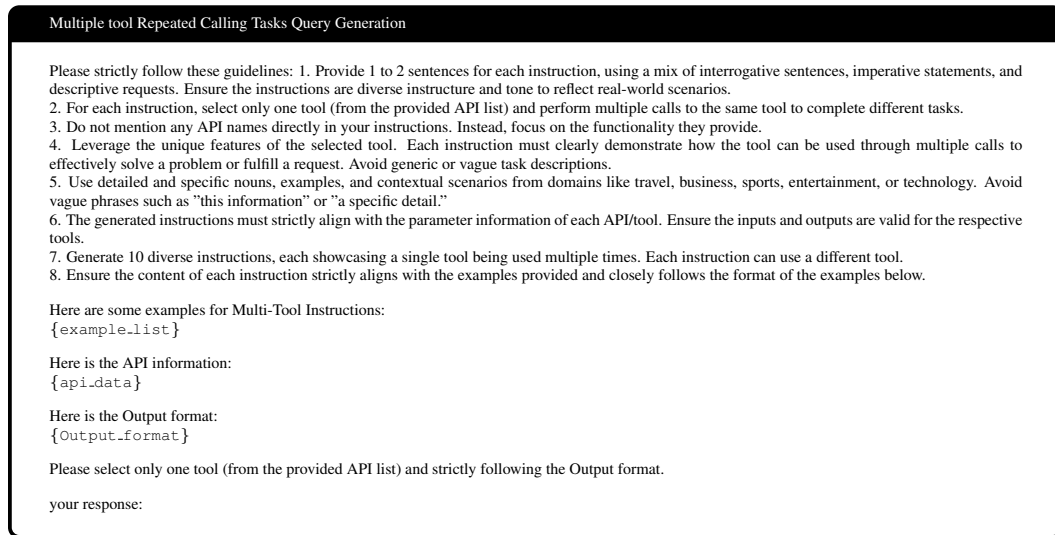 Multiple tool Repeated Calling Tasks Query Generation
Please strictly follow these guidelines: 1. Provide 1 to 2 sentences for each instruction, using a mix of interrogative sentences, imperative statements, and
descriptive requests. Ensure the instructions are diverse instructure and tone to reflect real-world scenarios.
2. For each instruction, select only one tool (from the provided API list) and perform multiple calls to the same tool to complete different tasks.
3. Do not mention any API names directly in your instructions. Instead, focus on the functionality they provide.
4. Leverage the unique features of the selected tool. Each instruction must clearly demonstrate how the tool can be used through multiple calls to
effectively solve a problem or fulfill a request. Avoid generic or vague task descriptions.
5. Use detailed and specific nouns, examples, and contextual scenarios from domains like travel, business, sports, entertainment, or technology. Avoid
vague phrases such as ”this information” or ”a specific detail.”
6. The generated instructions must strictly align with the parameter information of each API/tool. Ensure the inputs and outputs are valid for the respective
tools.
7. Generate 10 diverse instructions, each showcasing a single tool being used multiple times. Each instruction can use a different tool.
8. Ensure the content of each instruction strictly aligns with the examples provided and closely follows the format of the examples below.
Here are some examples for Multi-Tool Instructions:
{example_list}
Here is the API information:
{api_data}
Here is the Output format:
{Output_format}
Please select only one tool (from the provided API list) and strictly following the Output format.
your response: